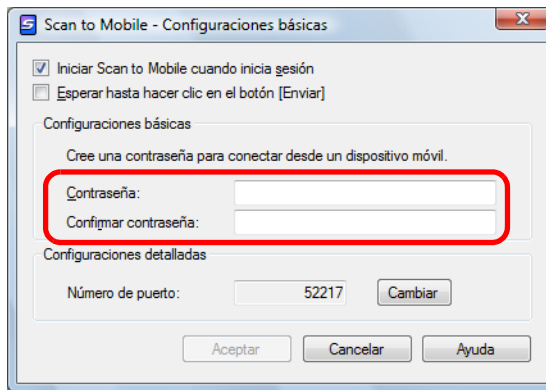 Scan to Mobile - Configuraciones básicas
Iniciar Scan to Mobile cuando inicia sesión
Esperar hasta hacer clic en el botón [Enviar]
Configuraciones básicas
Cree una contraseña para conectar desde un dispositivo móvil.
Contraseña:
Confirmar contraseña:
Configuraciones detalladas
Número de puerto: 52217 Cambiar
Aceptar Cancelar Ayuda